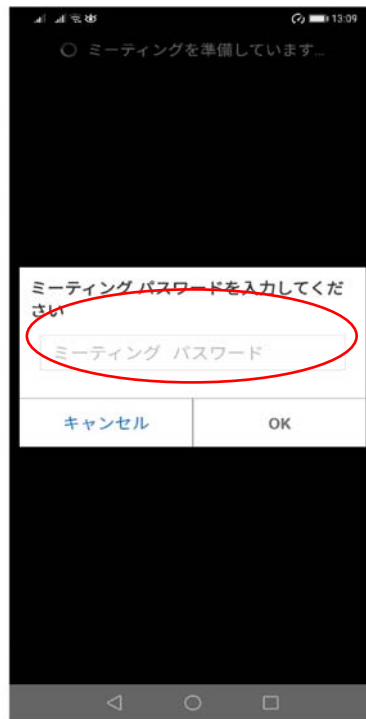 13:09
ミーティングを準備しています...
ミーティング パスワードを入力してくだ
さい
ミーティング パスワード
キャンセル
OK